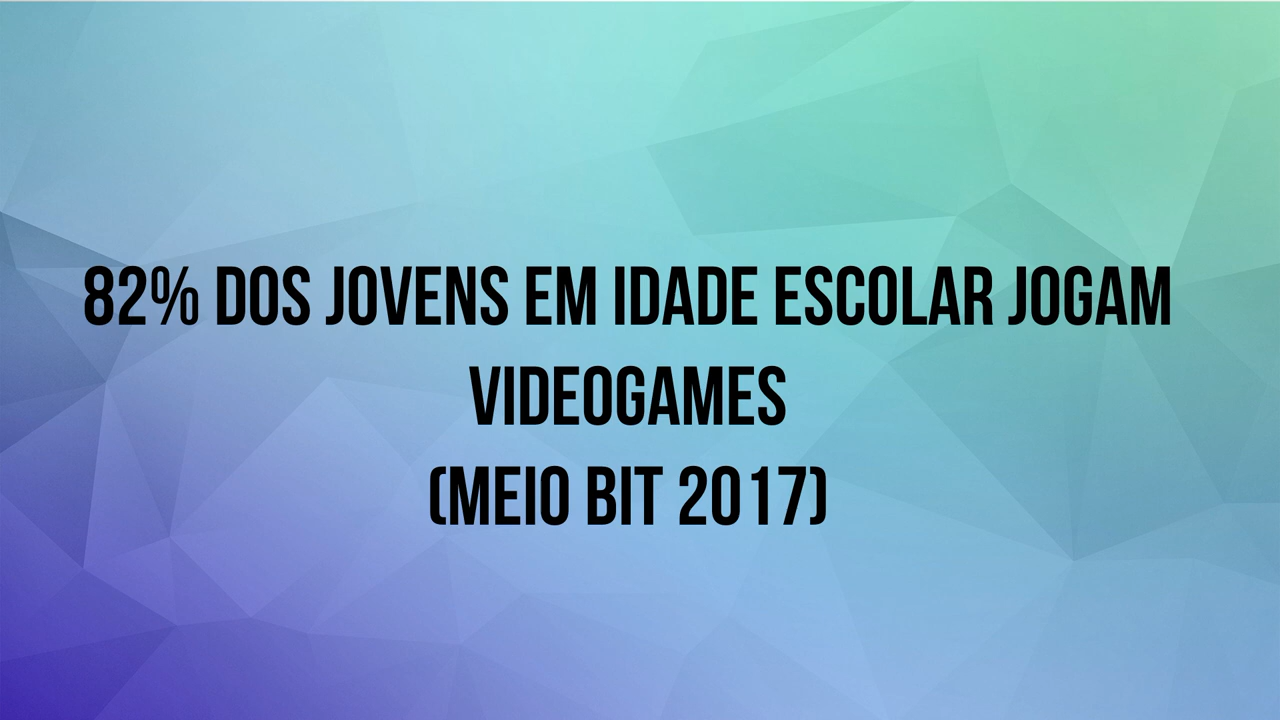 82% DOS JOVENS EM IDADE ESCOLAR JOGAM
VIDEOGAMES
(MEIO BIT 2017)